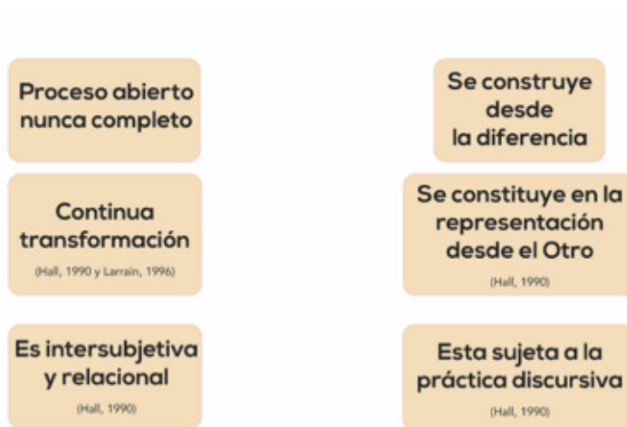 Proceso abierto
nunca completo
Se construye
desde
la diferencia
Continua
transformación
(Hall, 1990 y Larrain, 1996)
Se constituye en la
representación
desde el Otro
(Hall, 1990)
Es intersubjetiva
y relacional
(Hall, 1990)
Esta sujeta a la
práctica discursiva
(Hall, 1990)